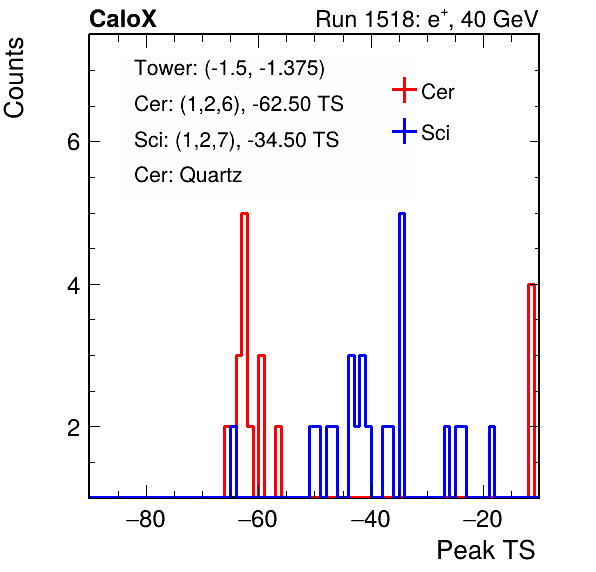 CaloX Run 1518: e⁺, 40 GeV
Counts
Tower: (-1.5, -1.375)
Cer: (1,2,6), -62.50 TS
Sci: (1,2,7), -34.50 TS
Cer: Quartz
Cer
Sci
6
4
2
−80 −60 −40 −20
Peak TS